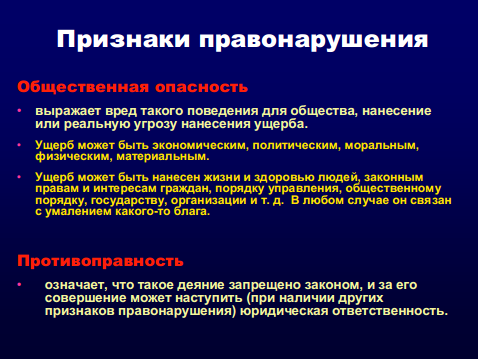 Признаки правонарушения
Общественная опасность
• выражает вред такого поведения для общества, нанесение
или реальную угрозу нанесения ущерба.
• Ущерб может быть экономическим, политическим, моральным,
физическим, материальным.
• Ущерб может быть нанесен жизни и здоровью людей, законным
правам и интересам граждан, порядку управления, общественному
порядку, государству, организации и т. д. В любом случае он связан
с умалением какого-то блага.
Противоправность
• означает, что такое деяние запрещено законом, и за его
совершение может наступить (при наличии других
признаков правонарушения) юридическая ответственность.